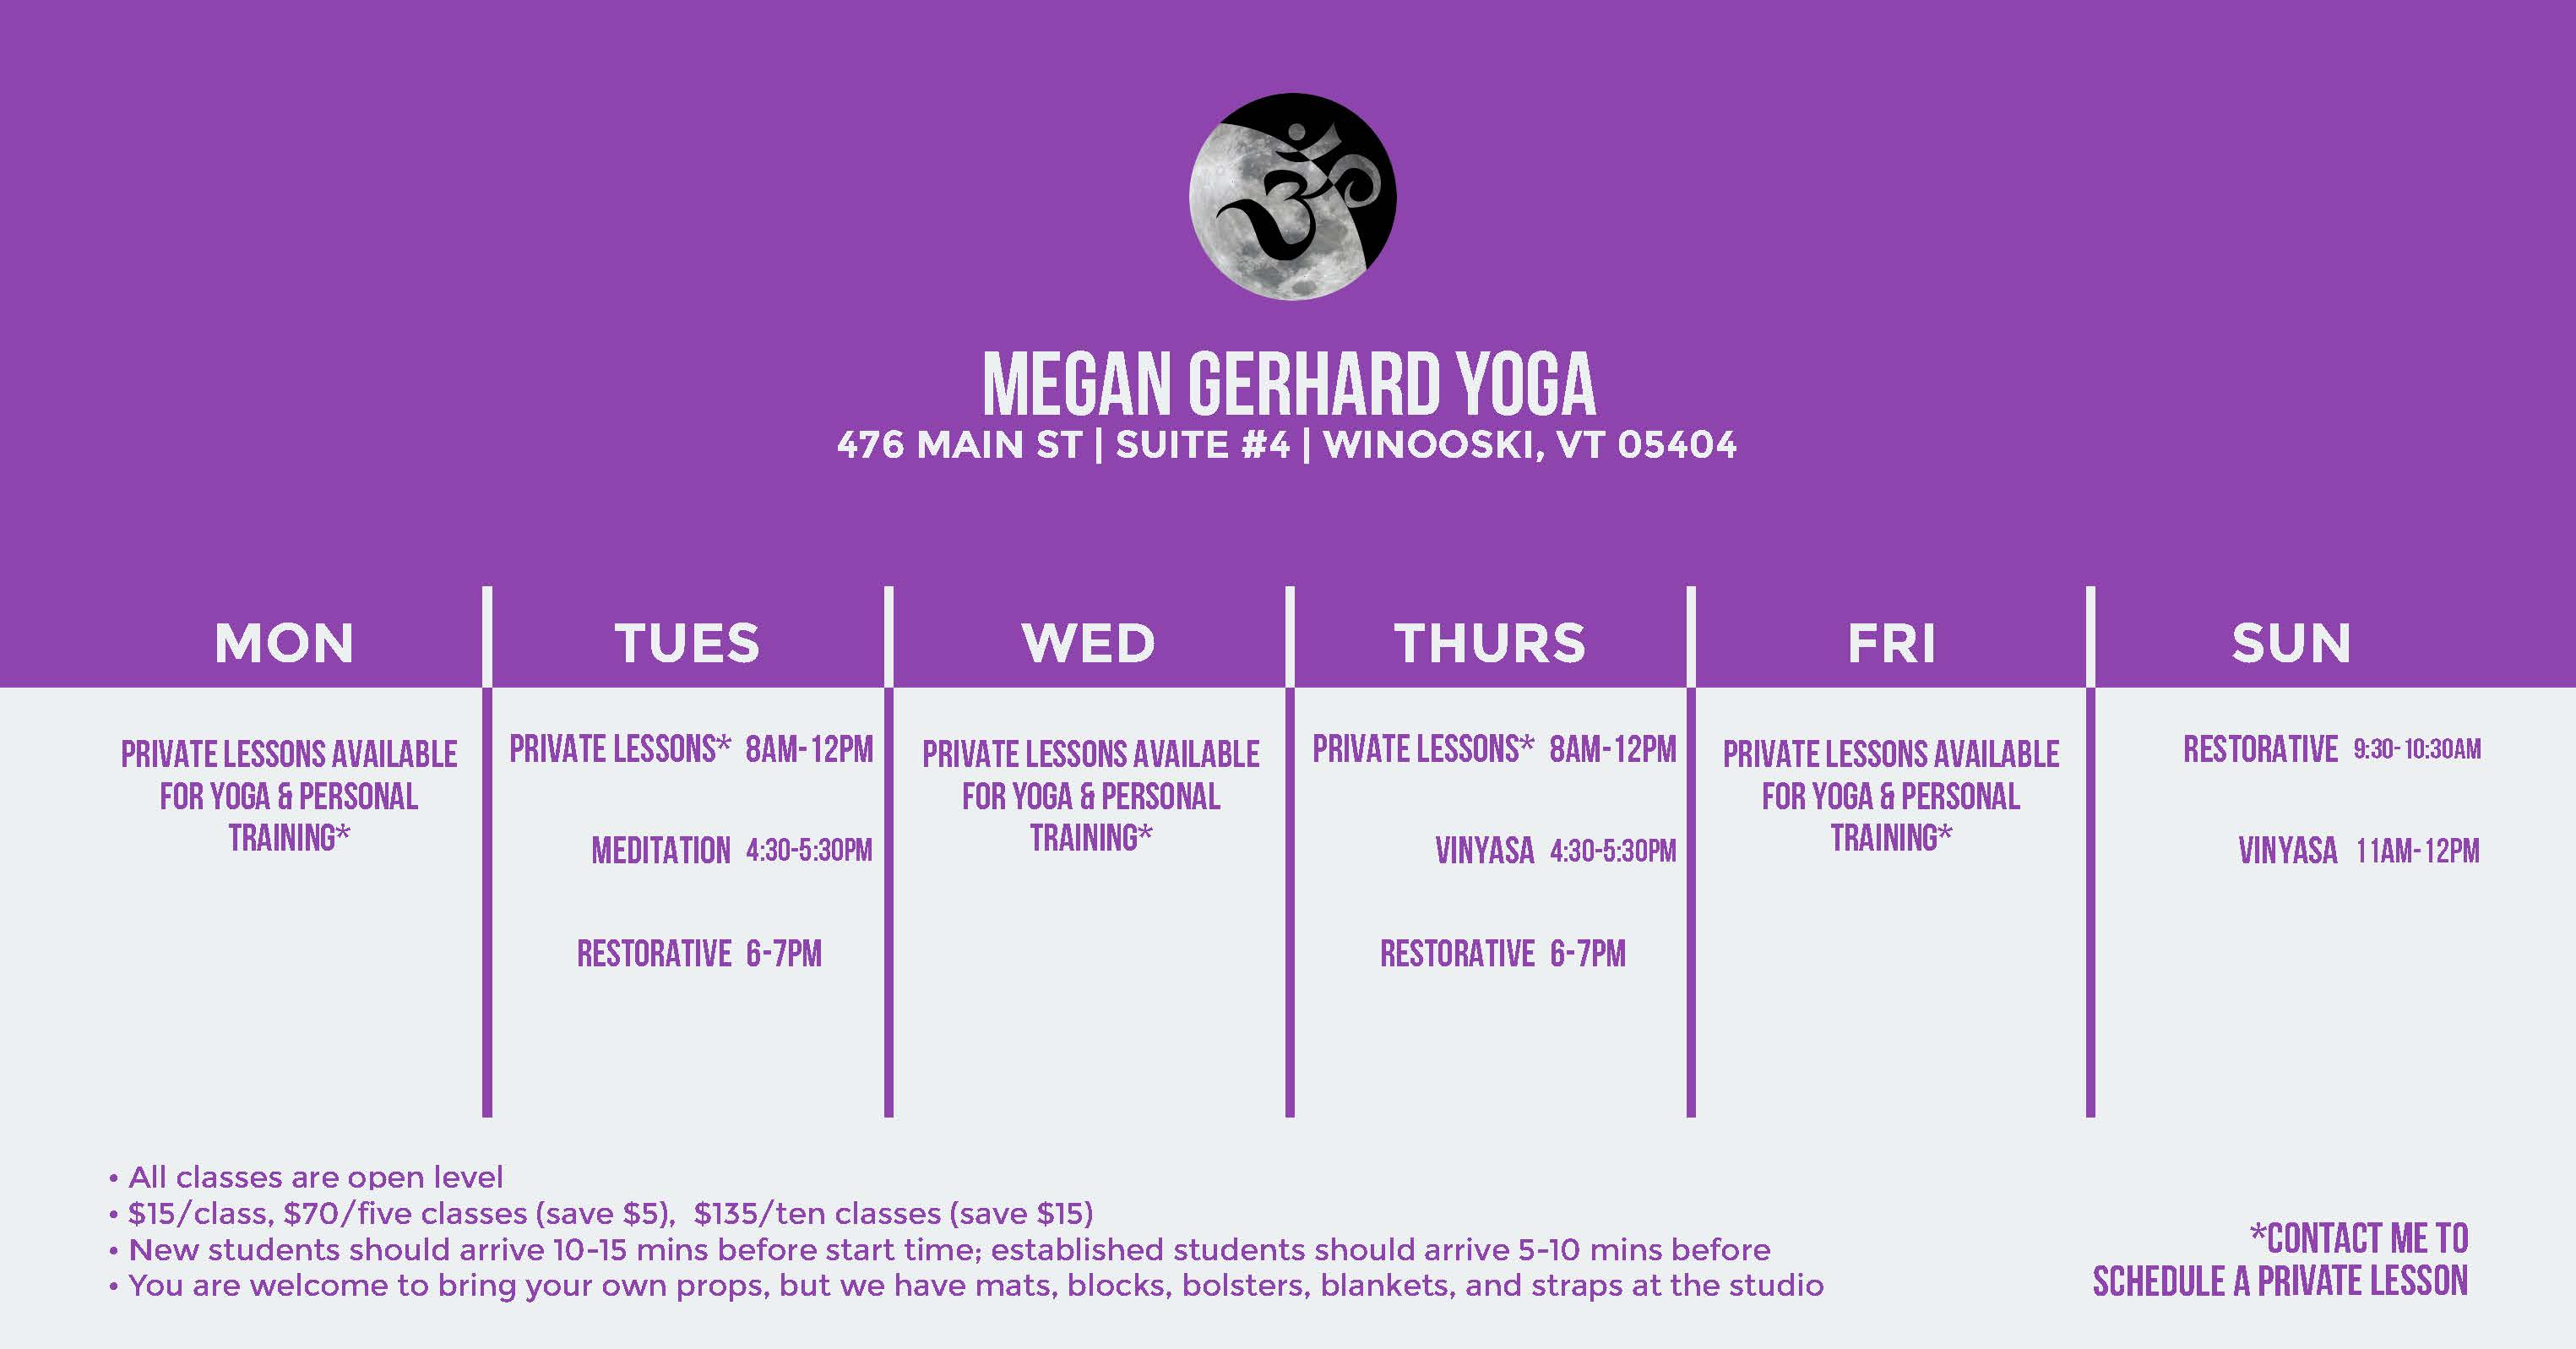 ॐ
MEGAN GERHARD YOGA
476 MAIN ST | SUITE #4 | WINOOSKI, VT 05404
MON
PRIVATE LESSONS AVAILABLE
FOR YOGA & PERSONAL
TRAINING*
TUES
PRIVATE LESSONS* 8AM-12PM
MEDITATION 4:30-5:30PM
RESTORATIVE 6-7PM
WED
PRIVATE LESSONS AVAILABLE
FOR YOGA & PERSONAL
TRAINING*
THURS
PRIVATE LESSONS* 8AM-12PM
VINYASA 4:30-5:30PM
RESTORATIVE 6-7PM
FRI
PRIVATE LESSONS AVAILABLE
FOR YOGA & PERSONAL
TRAINING*
SUN
RESTORATIVE 9:30-10:30AM
VINYASA 11AM-12PM
• All classes are open level
• $15/class, $70/five classes (save $5), $135/ten classes (save $15)
• New students should arrive 10-15 mins before start time; established students should arrive 5-10 mins before
• You are welcome to bring your own props, but we have mats, blocks, bolsters, blankets, and straps at the studio
*CONTACT ME TO
SCHEDULE A PRIVATE LESSON